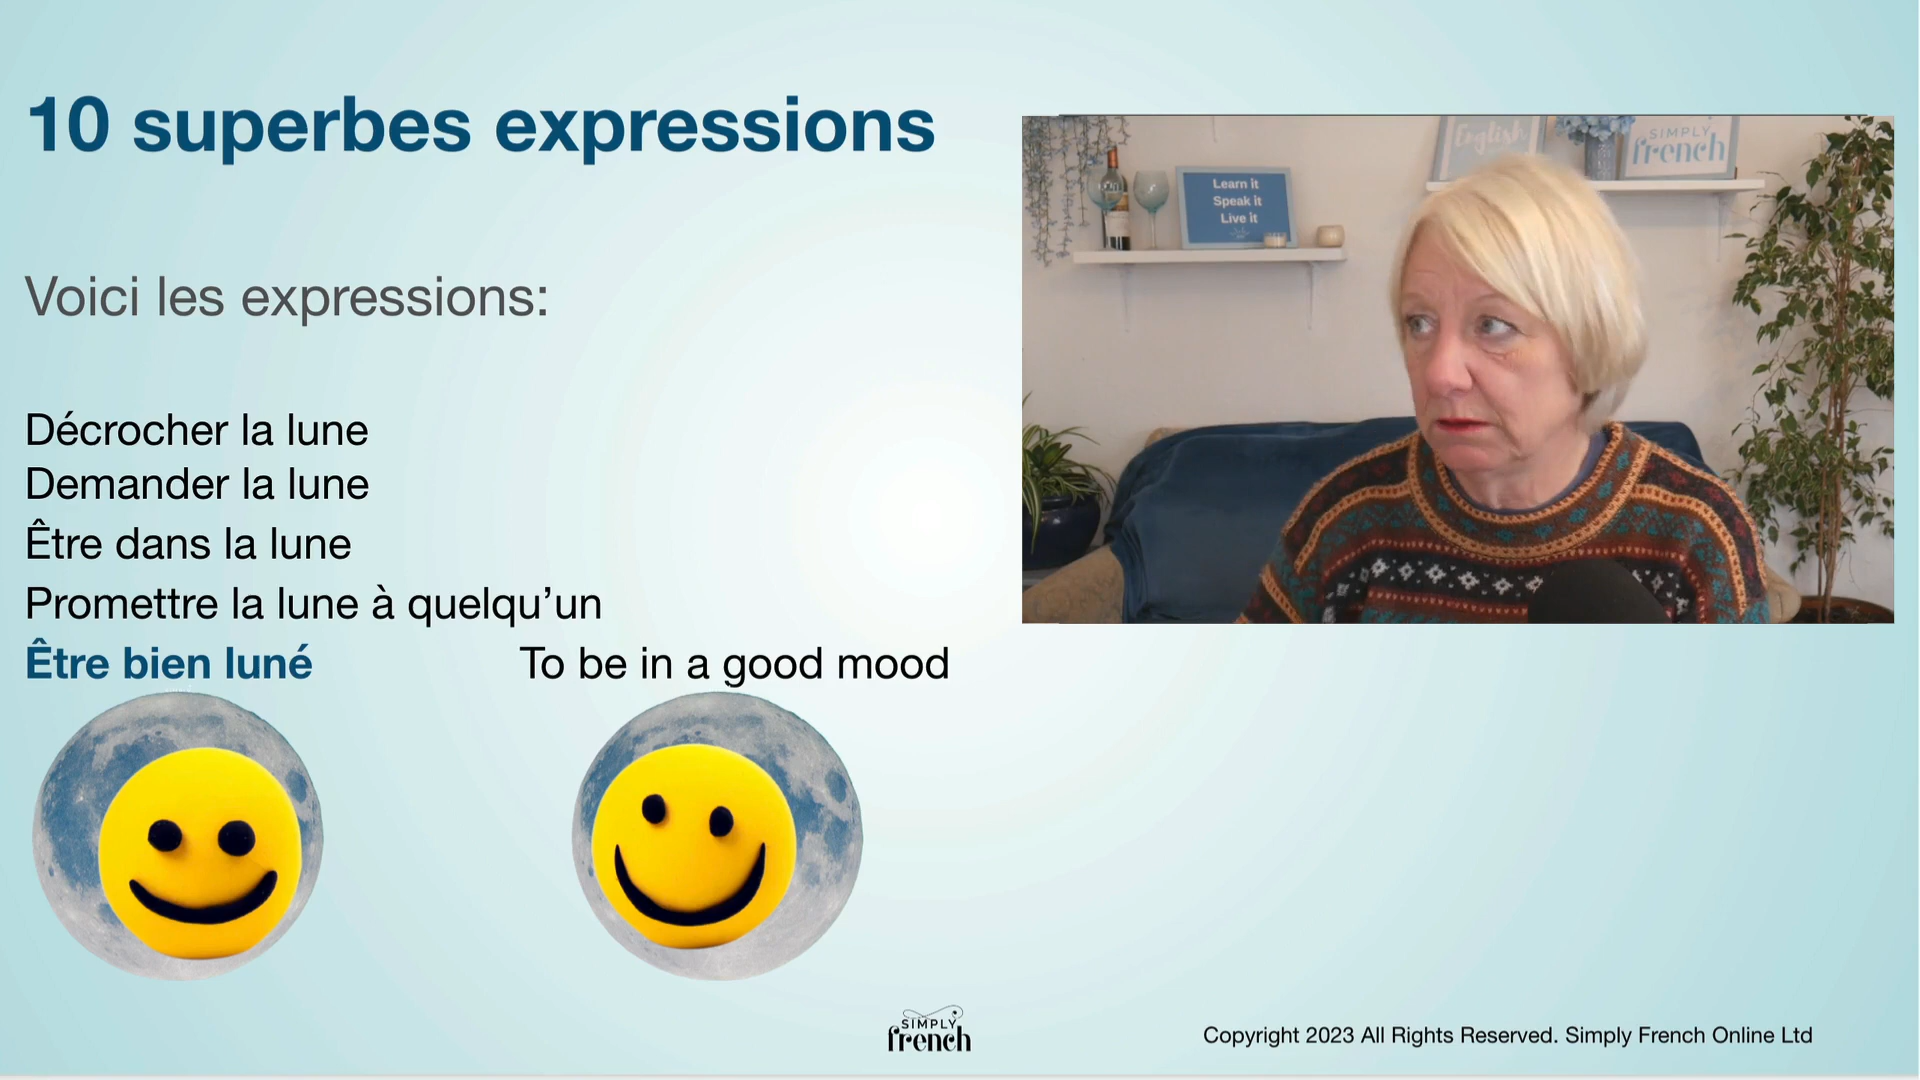 10 superbes expressions
Voici les expressions:
Décrocher la lune
Demander la lune
Être dans la lune
Promettre la lune à quelqu’un
Être bien luné To be in a good mood
English
SIMPLY
french
Learn it
Speak it
Live it
SIMPLY
french
Copyright 2023 All Rights Reserved. Simply French Online Ltd